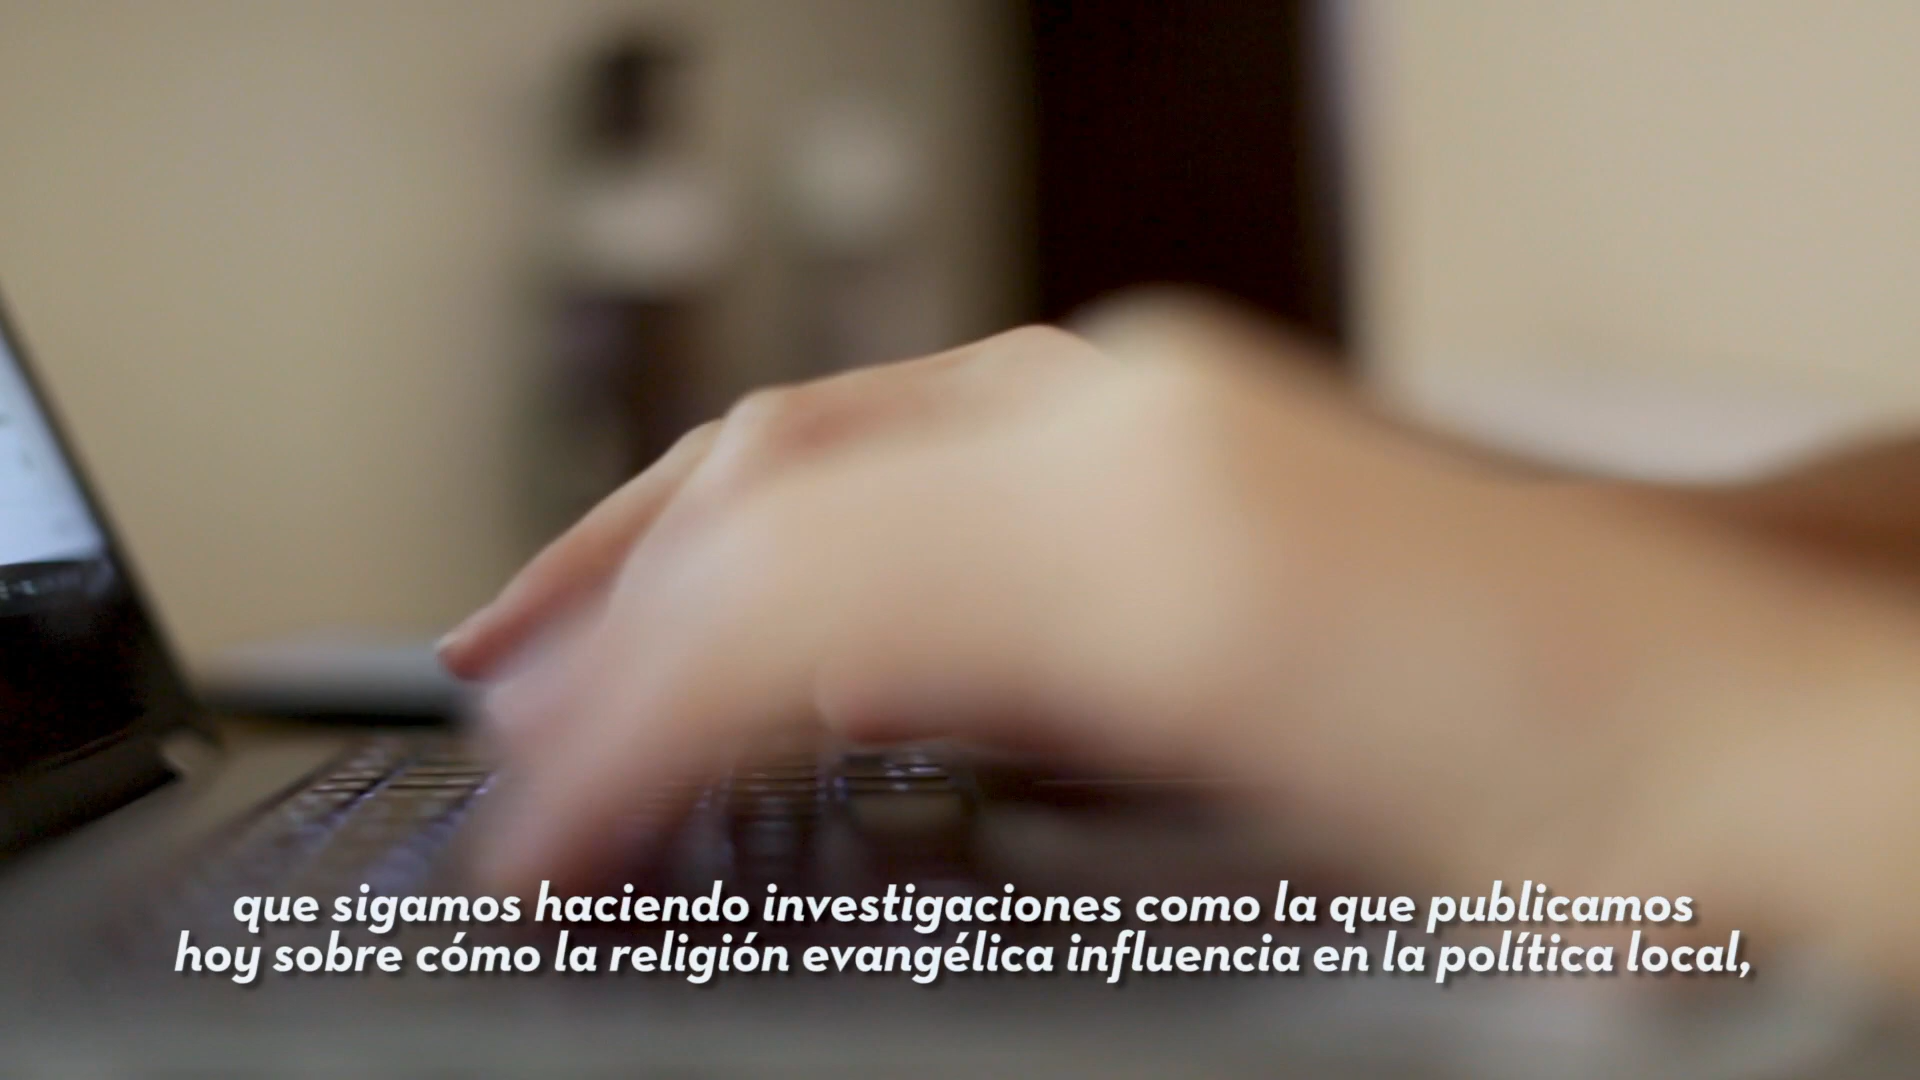 que sigamos haciendo investigaciones como la que publicamos
hoy sobre cómo la religión evangélica influencia en la política local,